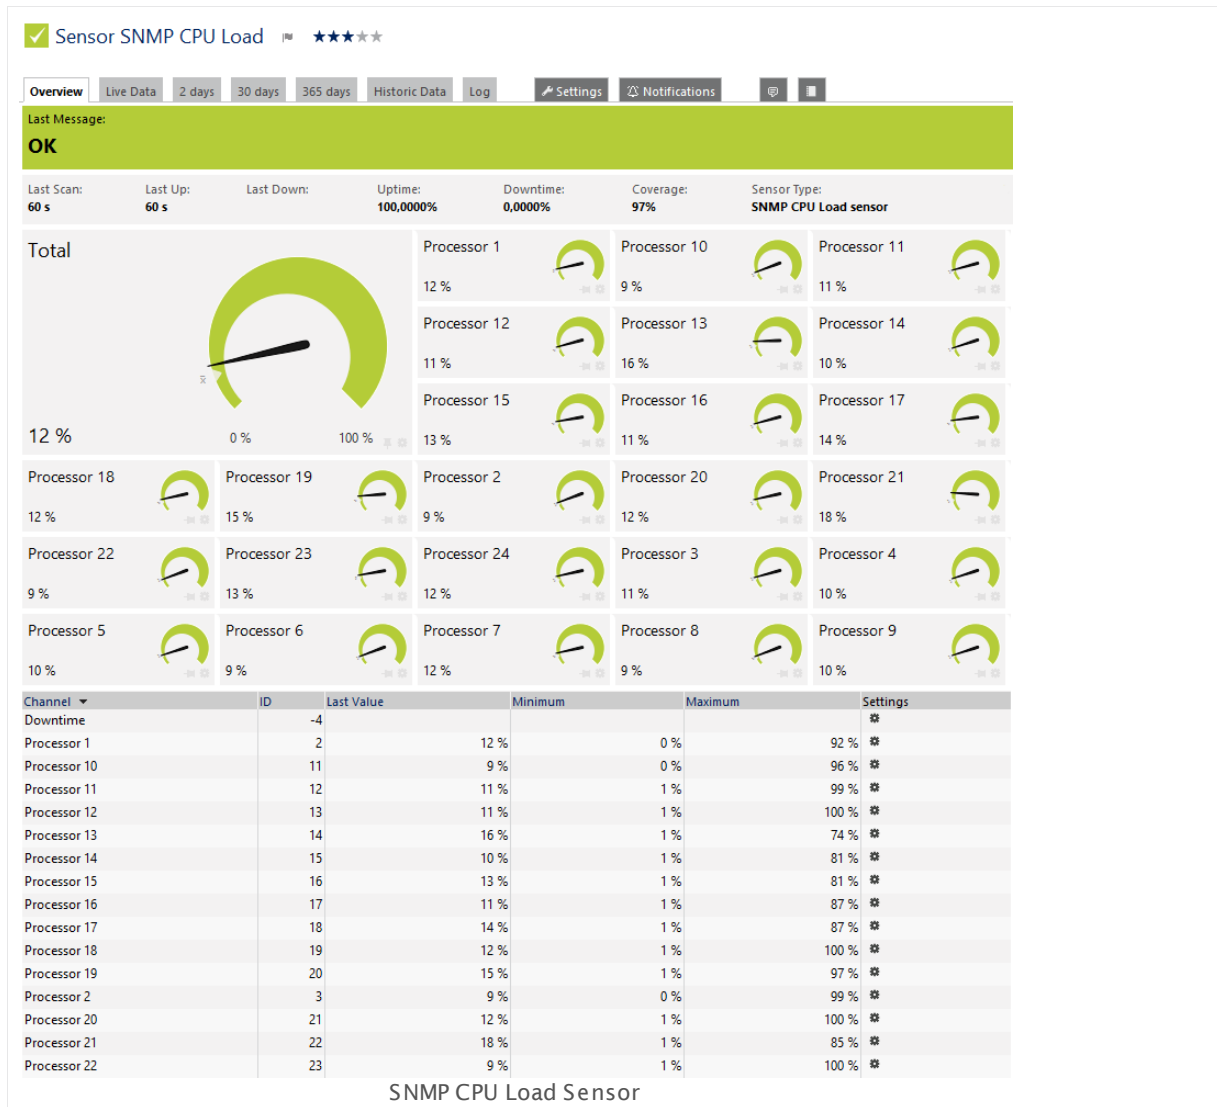 Sensor SNMP CPU Load
Overview Live Data 2 days 30 days 365 days Historic Data Log Settings Notifications
Last Message:
OK
Last Scan: Last Up: Last Down: Uptime: Downtime: Coverage: Sensor Type:
60 s 60 s 100,0000% 0,0000% 97% SNMP CPU Load sensor
Total
12 %
0 % 100 %
Processor 1 Processor 10 Processor 11
12 % 9 % 11 %
Processor 12 Processor 13 Processor 14
11 % 16 % 10 %
Processor 15 Processor 16 Processor 17
13 % 11 % 14 %
Processor 18 Processor 19 Processor 2 Processor 20 Processor 21
12 % 15 % 9 % 12 % 18 %
Processor 22 Processor 23 Processor 24 Processor 3 Processor 4
9 % 13 % 12 % 11 % 10 %
Processor 5 Processor 6 Processor 7 Processor 8 Processor 9
10 % 9 % 12 % 9 % 10 %
Channel ID Last Value Minimum Maximum Settings
Downtime -4
Processor 1 2 12 % 0 % 92 %
Processor 10 11 9 % 0 % 96 %
Processor 11 12 11 % 1 % 99 %
Processor 12 13 11 % 1 % 100 %
Processor 13 14 16 % 1 % 74 %
Processor 14 15 10 % 1 % 81 %
Processor 15 16 13 % 1 % 81 %
Processor 16 17 11 % 1 % 87 %
Processor 17 18 14 % 1 % 87 %
Processor 18 19 12 % 1 % 100 %
Processor 19 20 15 % 1 % 97 %
Processor 2 3 9 % 0 % 99 %
Processor 20 21 12 % 1 % 100 %
Processor 21 22 18 % 1 % 85 %
Processor 22 23 9 % 1 % 100 %
SNMP CPU Load Sensor